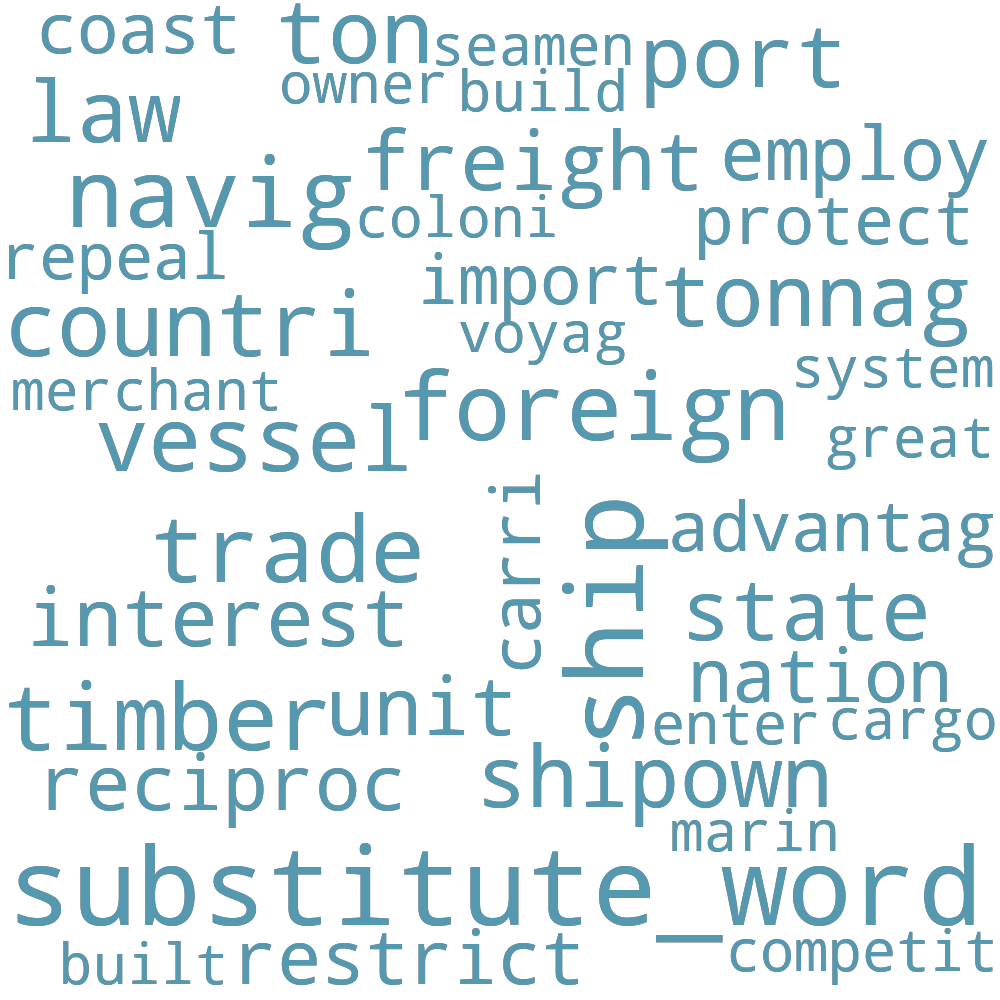 coast ton seamen port
owner build
law
freight employ
navig
coloni protect
repeal
import tonnag
countri
voyag
system
merchant
foreign
vessel great
carri
ship
advantag
trade
interest state
nation
timber unit
enter cargo
reciproc shipown
marin
substitute_word
built restrict competit